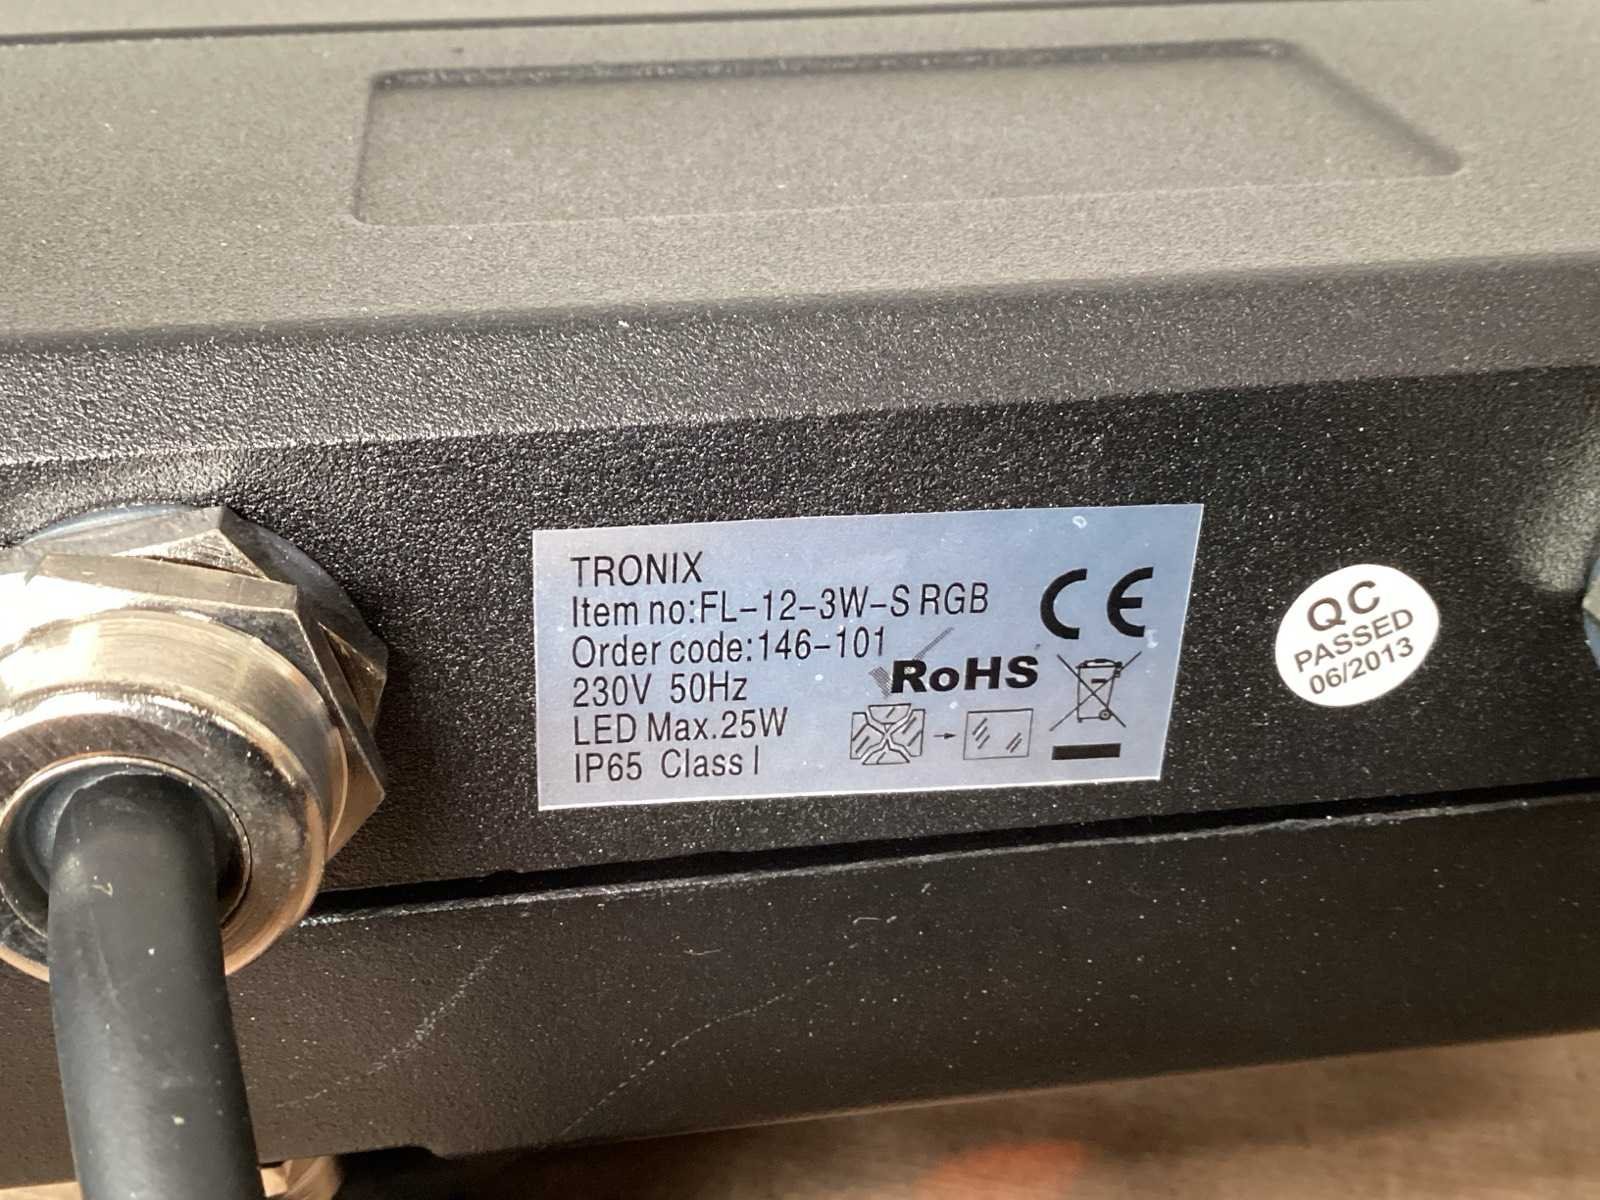 TRONIX
Item no:FL-12-3W-S RGB
Order code:146-101
230V 50Hz
LED Max.25W
IP65 Class I
CE
RoHS
QC
PASSED
06/2013